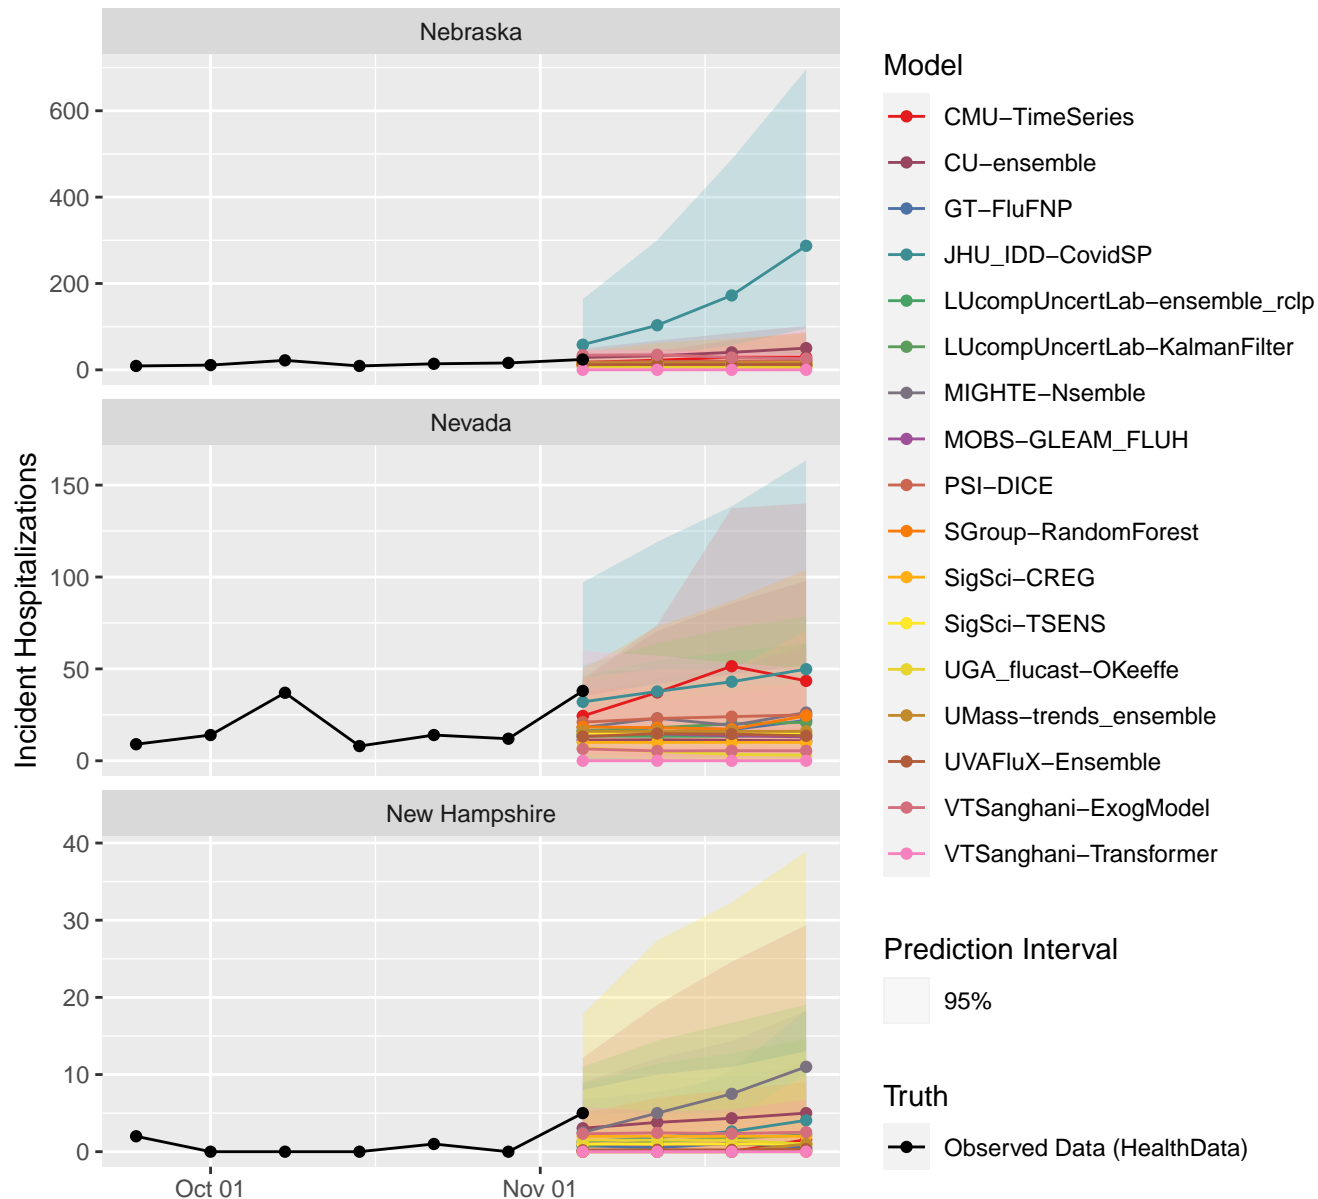 Nebraska
600
400
200
0
Nevada
150
100
50
0
New Hampshire
40
30
20
10
0
Oct 01
Nov 01
Incident Hospitalizations
Model
CMU−TimeSeries
CU−ensemble
GT−FluFNP
JHU_IDD−CovidSP
LUcompUncertLab−ensemble_rclp
LUcompUncertLab−KalmanFilter
MIGHTE−Nsemble
MOBS−GLEAM_FLUH
PSI−DICE
SGroup−RandomForest
SigSci−CREG
SigSci−TSENS
UGA_flucast−OKeeffe
UMass−trends_ensemble
UVAFluX−Ensemble
VTSanghani−ExogModel
VTSanghani−Transformer
Prediction Interval
95%
Truth
Observed Data (HealthData)